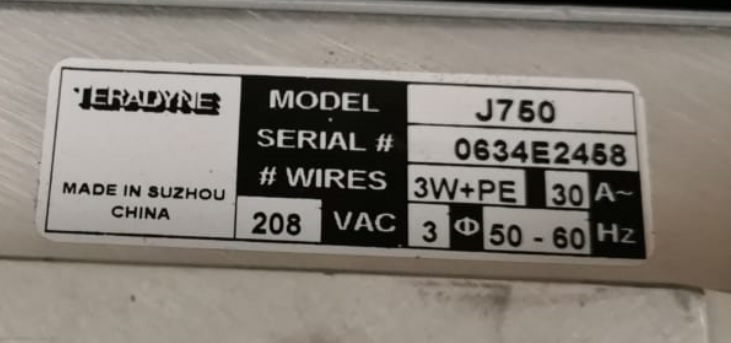 TERADYNE
MADE IN SUZHOU
CHINA
MODEL J750
SERIAL # 0634E2458
# WIRES 3W+PE 30 A~
208 VAC 3 Φ 50 - 60 Hz